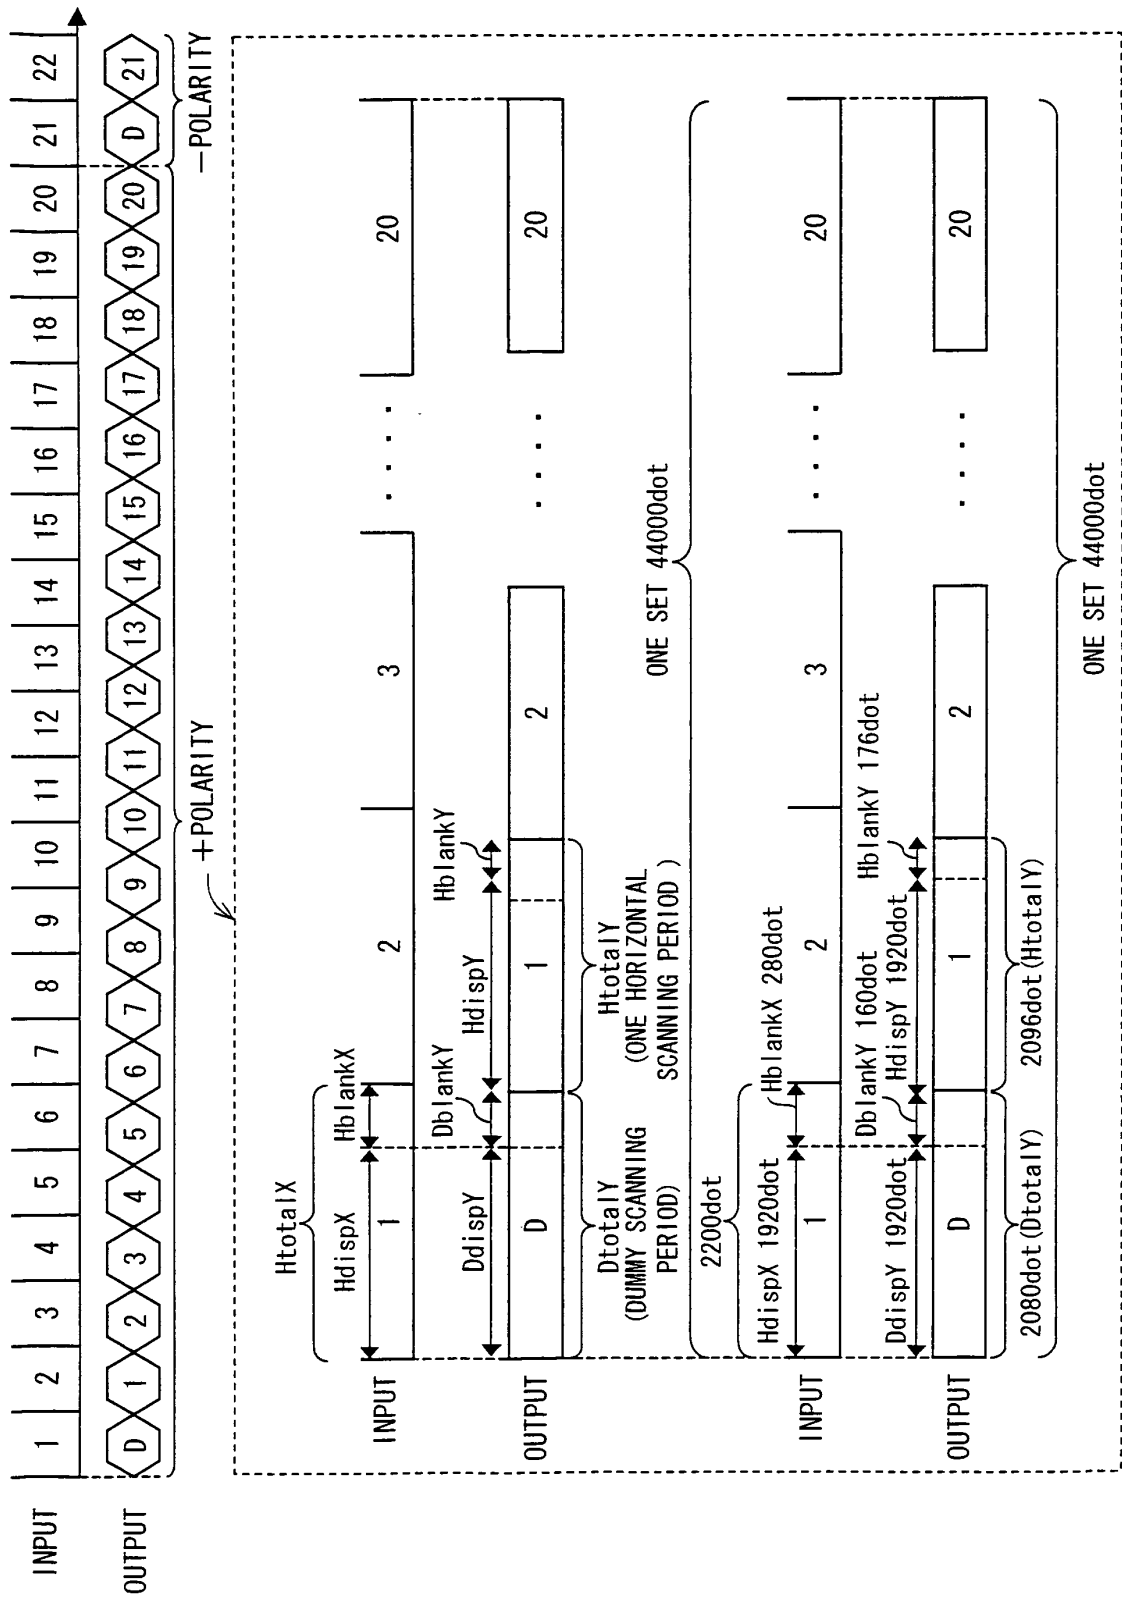 INPUT 1 2 3 4 5 6 7 8 9 10 11 12 13 14 15 16 17 18 19 20 21 22
OUTPUT D 1 2 3 4 5 6 7 8 9 10 11 12 13 14 15 16 17 18 19 20 D 21
+POLARITY
-POLARITY
HtotalX
HdispX
HblankX
INPUT 1 2 3 . . . . 20
DdispY
DblankY
HdispY
HblankY
OUTPUT D 1 2 . . . . 20
DtotalY
(DUMMY SCANNING
PERIOD)
HtotalY
(ONE HORIZONTAL
SCANNING PERIOD )
ONE SET 44000dot
2200dot
HdispX 1920dot
HblankX 280dot
INPUT 1 2 3 . . . . 20
DdispY 1920dot
DblankY 160dot
HdispY 1920dot
HblankY 176dot
OUTPUT D 1 2 . . . . 20
2080dot(DtotalY)
2096dot(HtotalY)
ONE SET 44000dot